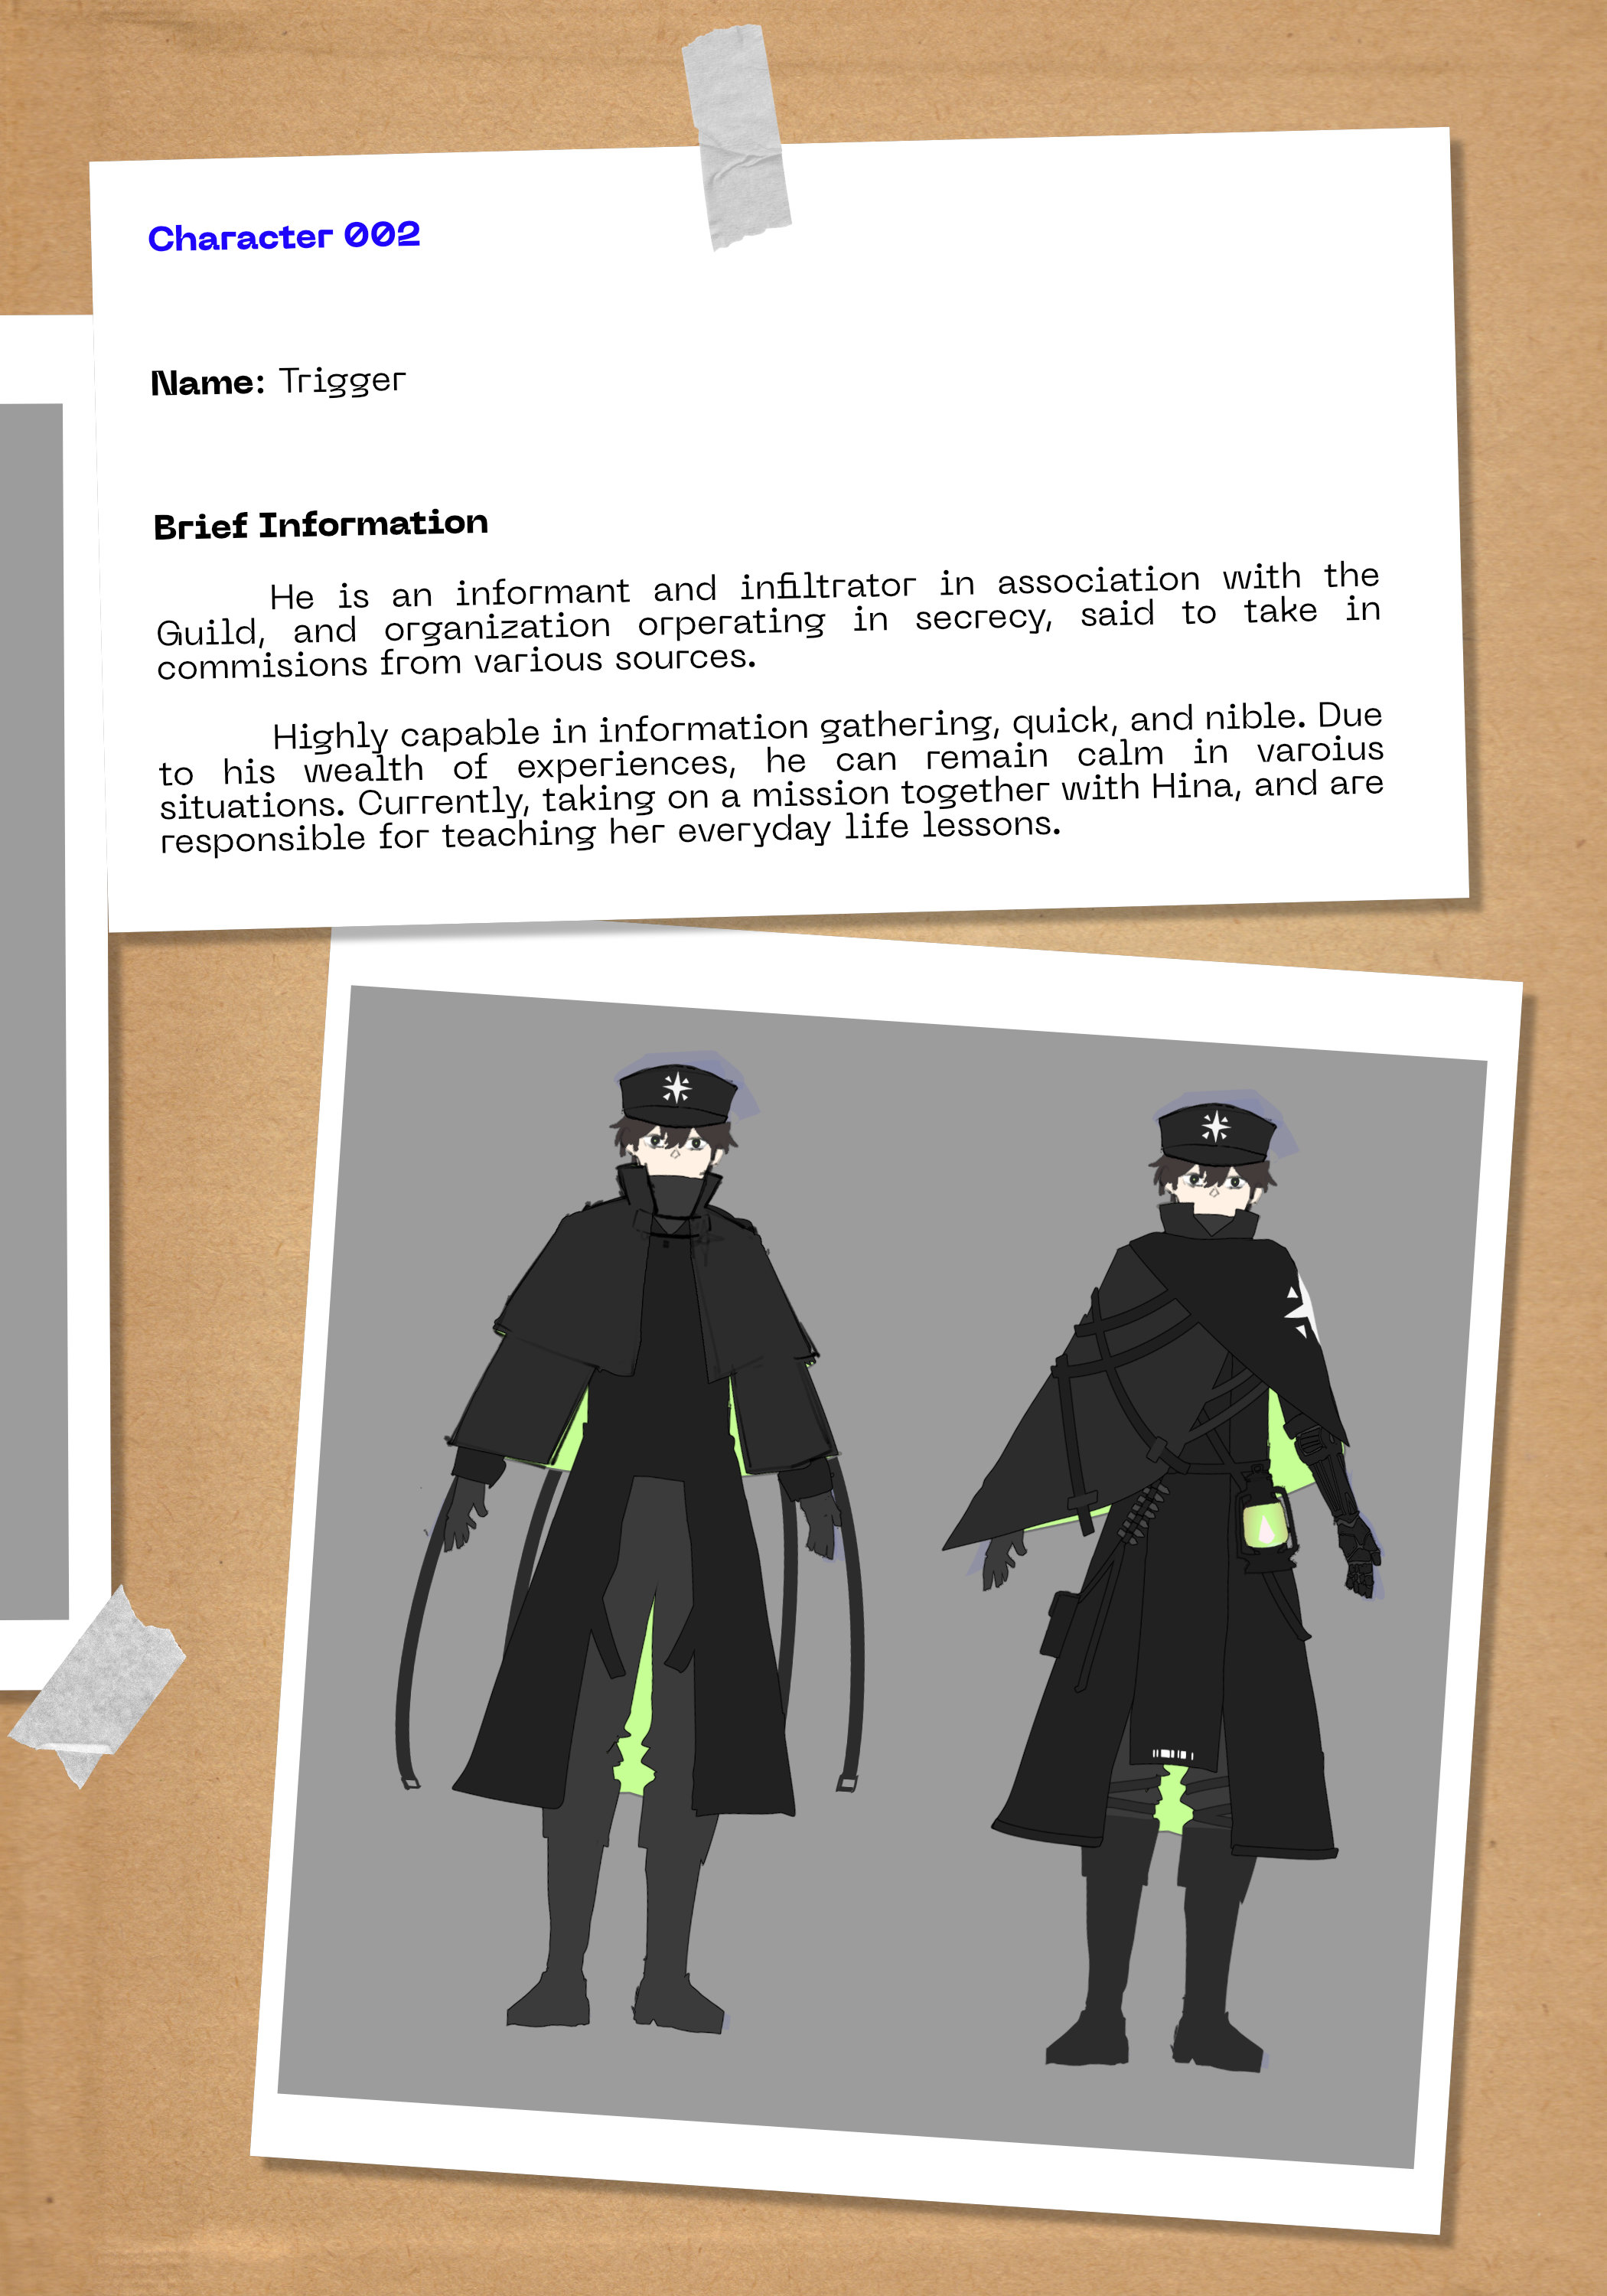 Character 002
Name: Trigger
Brief Information
He is an informant and infiltrator in association with the
Guild, and organization orperating in secrecy, said to take in
commisions from various sources.
Highly capable in information gathering, quick, and nible. Due
to his wealth of experiences, he can remain calm in varoius
situations. Currently, taking on a mission together with Hina, and are
responsible for teaching her everyday life lessons.